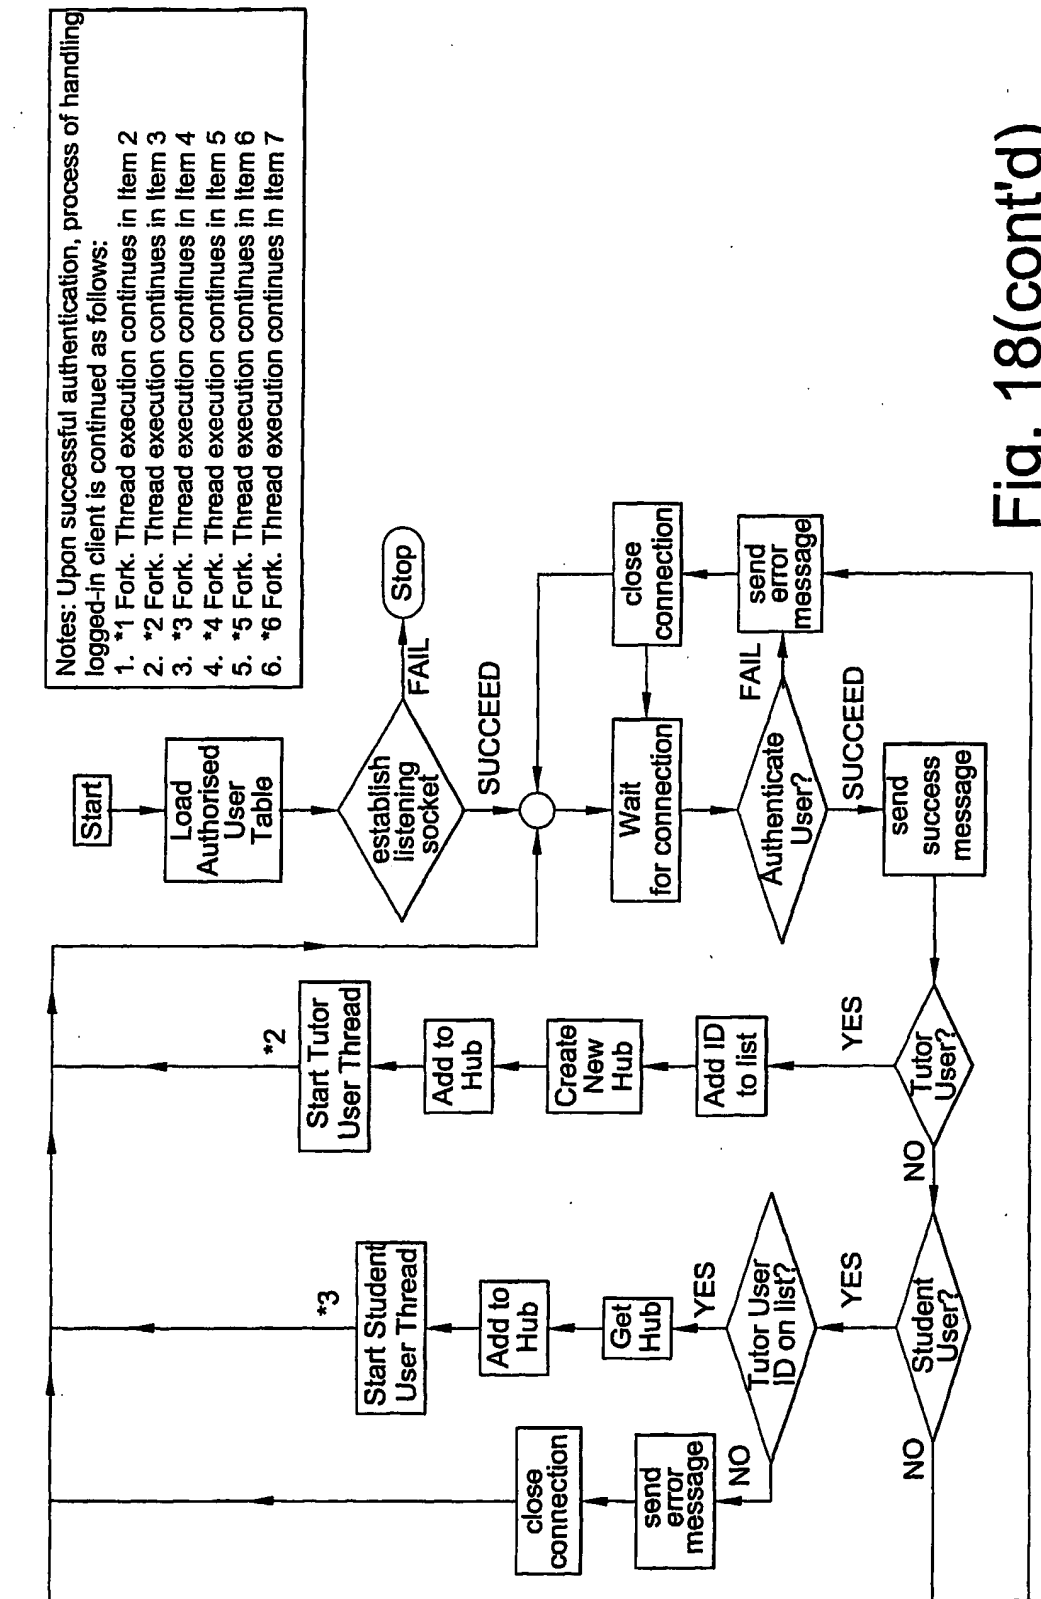 Notes: Upon successful authentication, process of handling
logged-in client is continued as follows:
1. *1 Fork. Thread execution continues in Item 2
2. *2 Fork. Thread execution continues in Item 3
3. *3 Fork. Thread execution continues in Item 4
4. *4 Fork. Thread execution continues in Item 5
5. *5 Fork. Thread execution continues in Item 6
6. *6 Fork. Thread execution continues in Item 7
Start
Load
Authorised
User
Table
establish
listening
socket
FAIL
Stop
SUCCEED
Wait
for connection
close
connection
Authenticate
User?
FAIL
send
error
message
SUCCEED
send
success
message
Tutor
User?
YES
Add ID
to list
Create
New
Hub
Add to
Hub
Start Tutor
User Thread
*2
NO
Student
User?
YES
Tutor User
ID on list?
YES
Get
Hub
Add to
Hub
Start Student
User Thread
*3
NO
send
error
message
close
connection
NO
Fig. 18(cont'd)